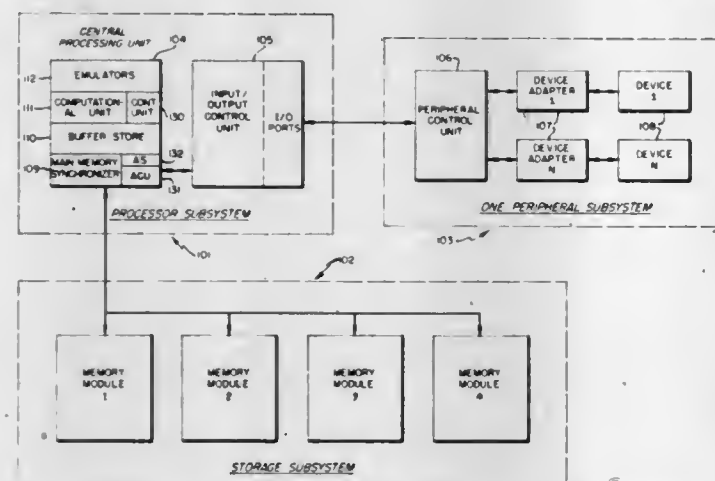 CENTRAL
PROCESSING UNIT
104
105
112
EMULATORS
111
COMPUTATION-
AL UNIT
CONT
UNIT
130
110
BUFFER STORE
132
109
MAIN MEMORY
SYNCHRONIZER
AS
ACU
131
INPUT/
OUTPUT
CONTROL
UNIT
I/O
PORTS
PROCESSOR SUBSYSTEM
101
106
PERIPHERAL
CONTROL
UNIT
DEVICE
ADAPTER
1
DEVICE
1
107
108
DEVICE
ADAPTER
N
DEVICE
N
ONE PERIPHERAL SUBSYSTEM
103
102
MEMORY
MODULE
1
MEMORY
MODULE
2
MEMORY
MODULE
3
MEMORY
MODULE
4
STORAGE SUBSYSTEM